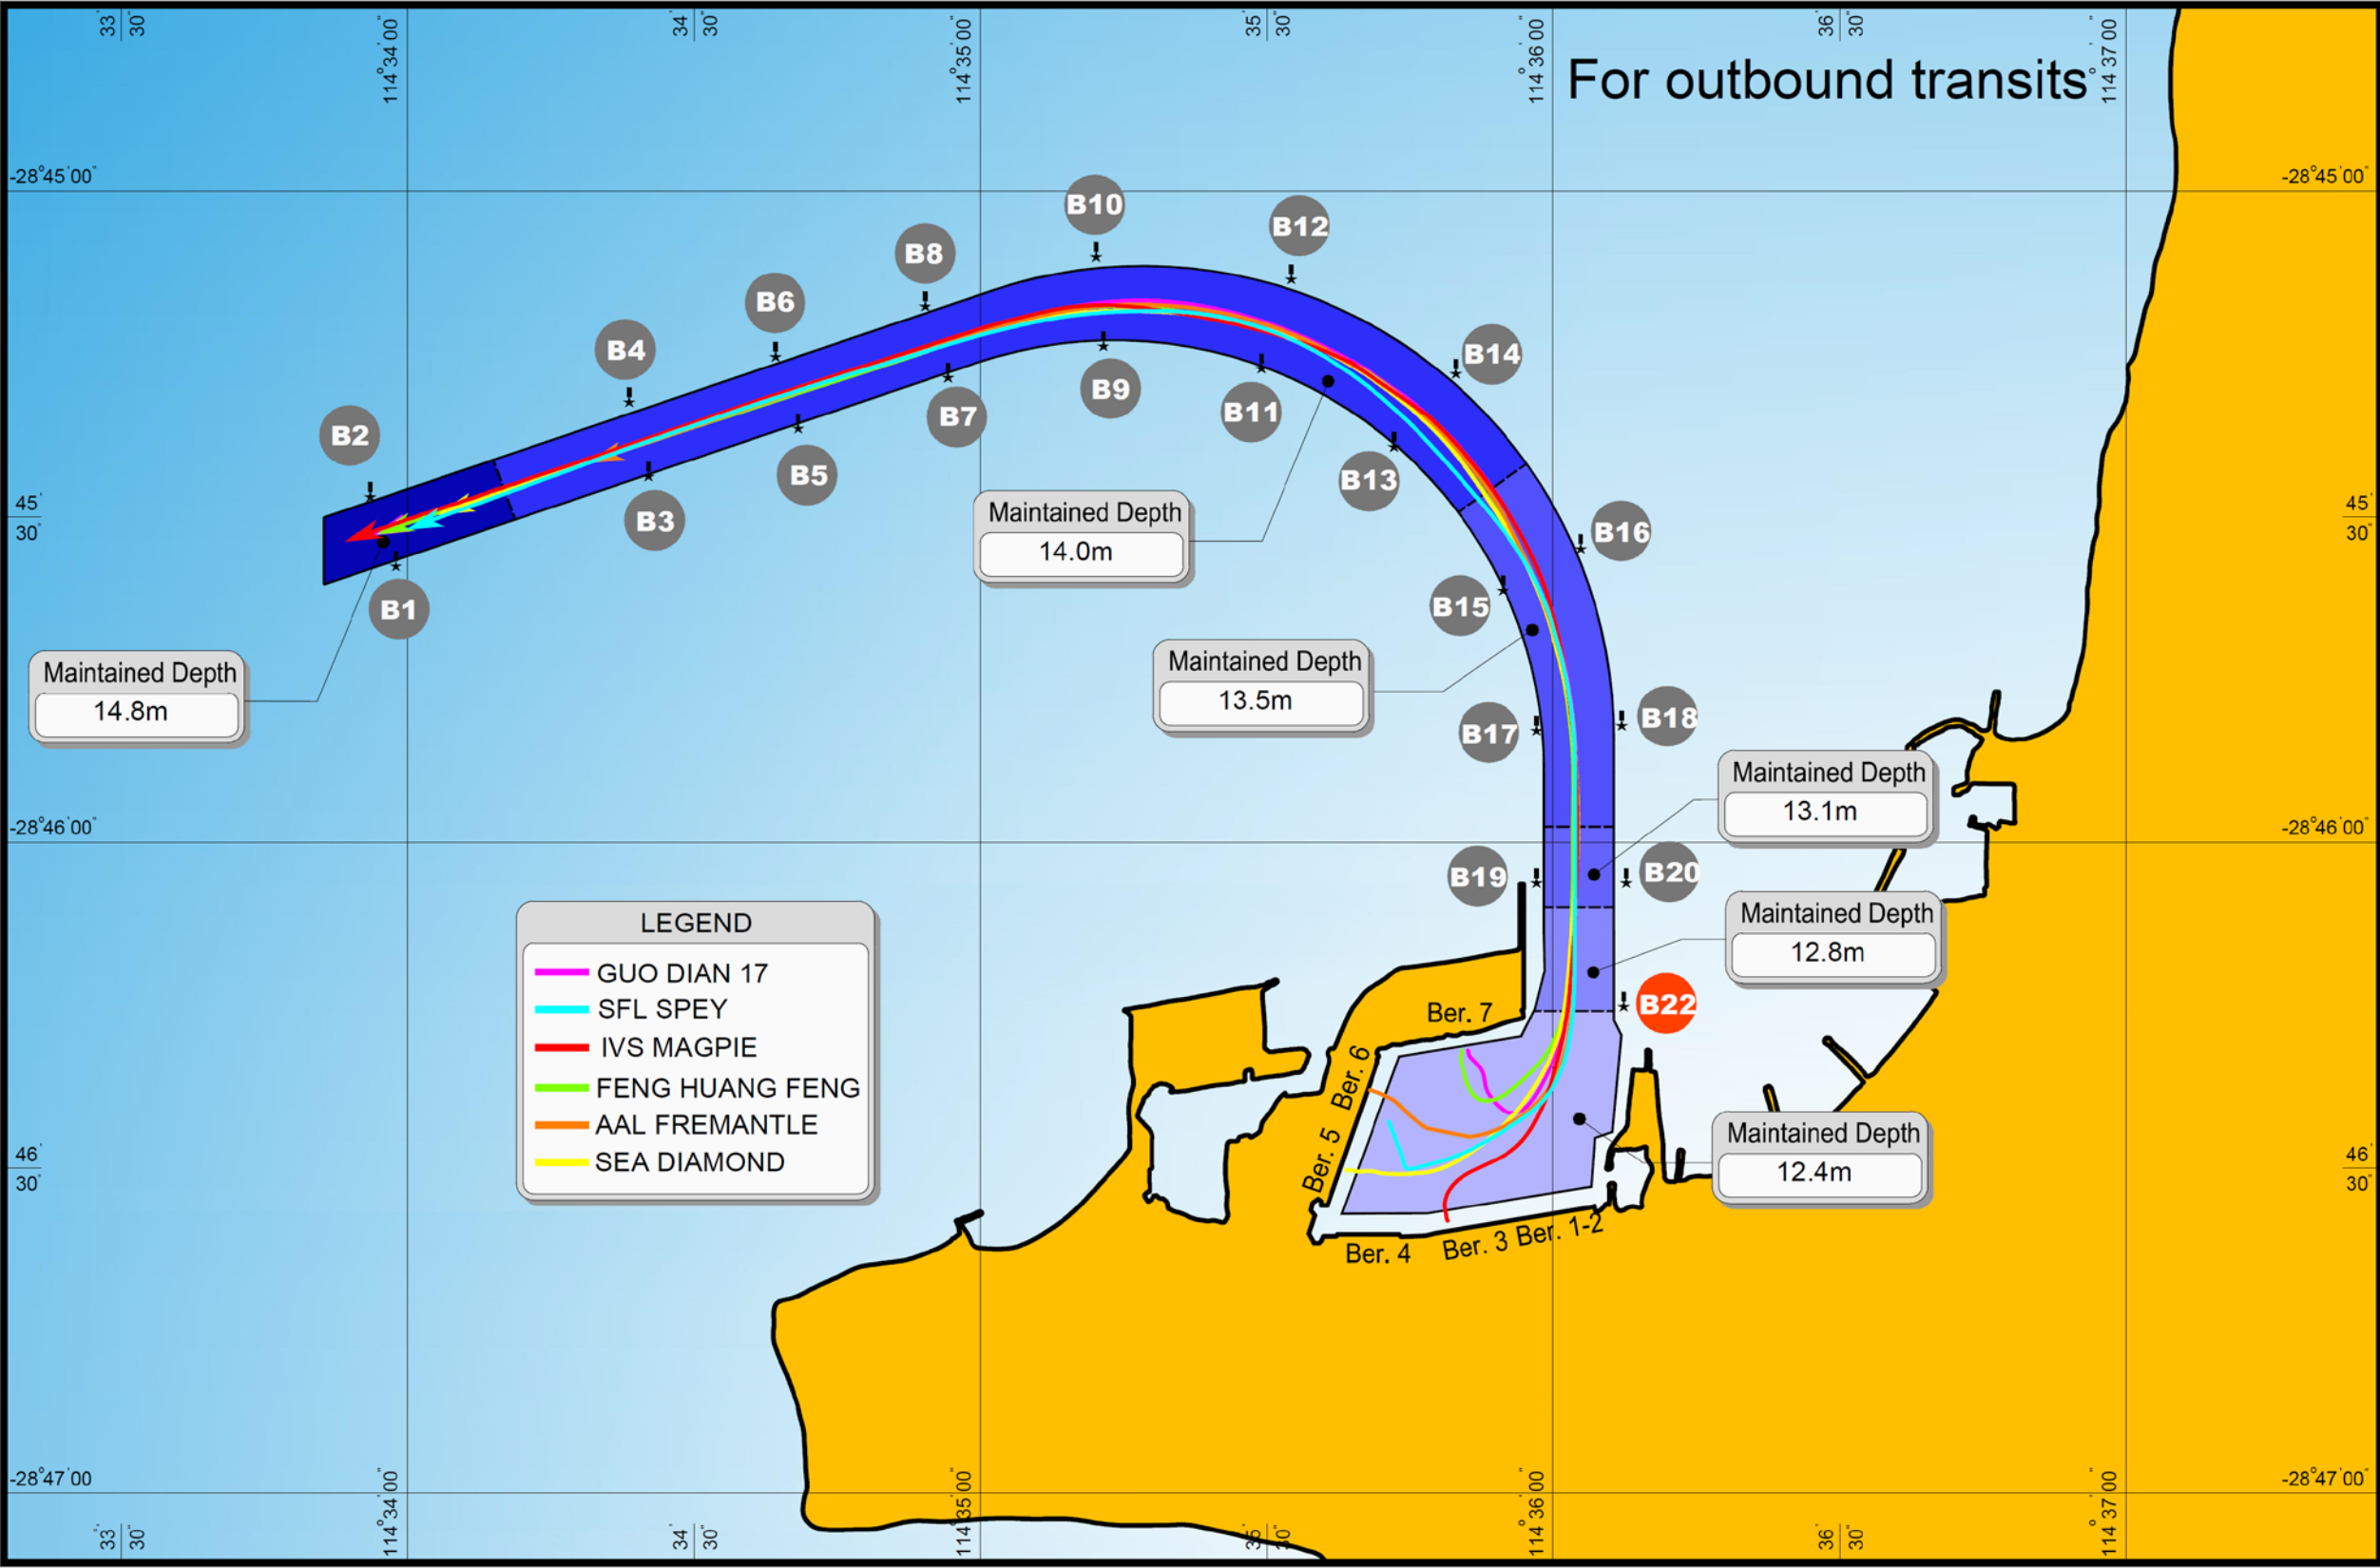 33' 30"
114°34'00"
34' 30"
114°35'00"
35' 30"
114°36'00"
36' 30"
114°37'00"
For outbound transits
-28°45'00"
-28°45'00"
B10
B12
B8
B6
B4
B14
B2
B9
B11
B7
B5
B13
B3
B16
45'
30"
45'
30"
Maintained Depth
14.0m
B1
B15
Maintained Depth
14.8m
Maintained Depth
13.5m
B17
B18
Maintained Depth
13.1m
-28°46'00"
-28°46'00"
B19
B20
Maintained Depth
12.8m
B22
LEGEND
GUO DIAN 17
SFL SPEY
IVS MAGPIE
FENG HUANG FENG
AAL FREMANTLE
SEA DIAMOND
Ber. 7
Ber. 6
Ber. 5
Ber. 4
Ber. 3
Ber. 1-2
Maintained Depth
12.4m
46'
30"
46'
30"
-28°47'00
-28°47'00"
33' 30"
114°34'00"
34' 30"
114°35'00"
35' 30"
114°36'00"
36' 30"
114°37'00"